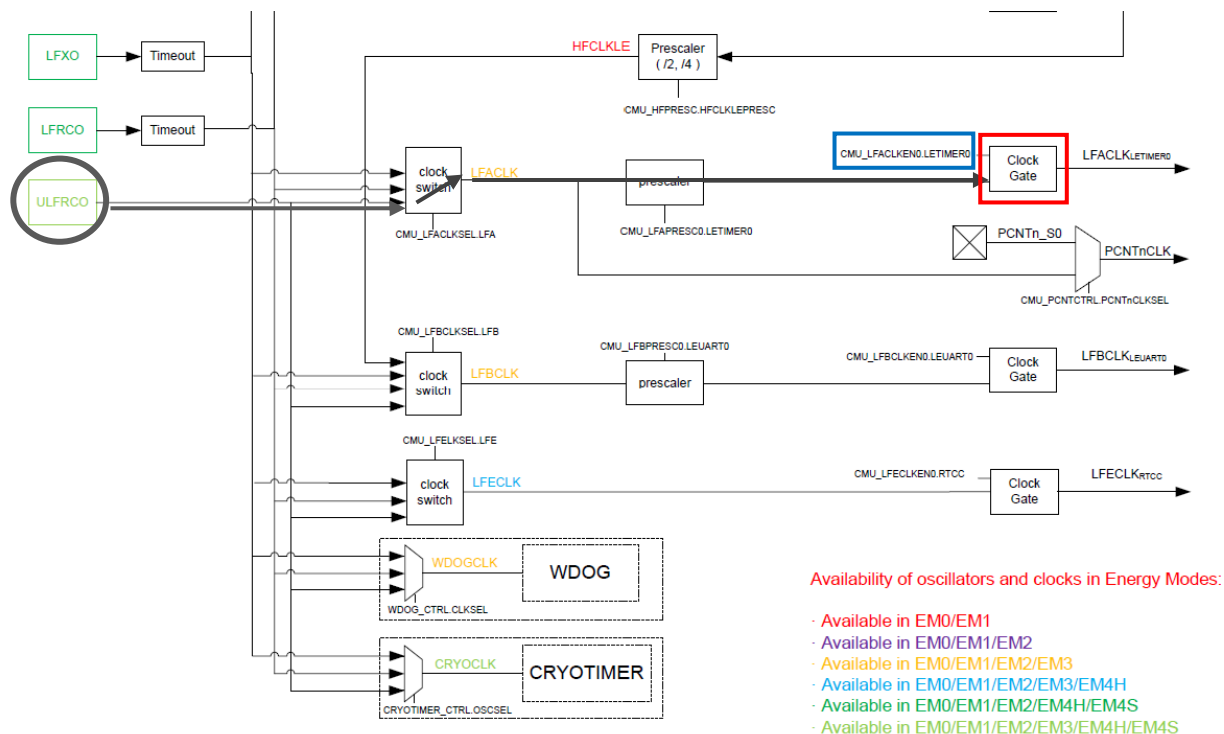 HFCLKLE
Prescaler
( /2, /4 )
LFXO
Timeout
CMU_HFPRESC.HFCLKLEPRESC
LFRCO
Timeout
CMU_LFACLKEN0.LETIMER0
Clock
Gate
LFACLKLETIMER0
clock
switch
LFACLK
prescaler
ULFRCO
CMU_LFACLKSEL.LFA
CMU_LFAPRESC0.LETIMER0
PCNTn_S0
PCNTnCLK
CMU_PCNTCTRL.PCNTnCLKSEL
CMU_LFBCLKSEL.LFB
CMU_LFBPRESC0.LEUART0
CMU_LFBCLKEN0.LEUART0
LFBCLKLEUART0
clock
switch
LFBCLK
prescaler
Clock
Gate
CMU_LFELKSEL.LFE
clock
switch
LFECLK
CMU_LFECLKEN0.RTCC
Clock
Gate
LFECLKRTCC
WDOGCLK
WDOG
WDOG_CTRL.CLKSEL
CRYOCLK
CRYOTIMER
CRYOTIMER_CTRL.OSCSEL
Availability of oscillators and clocks in Energy Modes:
· Available in EM0/EM1
· Available in EM0/EM1/EM2
· Available in EM0/EM1/EM2/EM3
· Available in EM0/EM1/EM2/EM3/EM4H
· Available in EM0/EM1/EM2/EM4H/EM4S
· Available in EM0/EM1/EM2/EM3/EM4H/EM4S